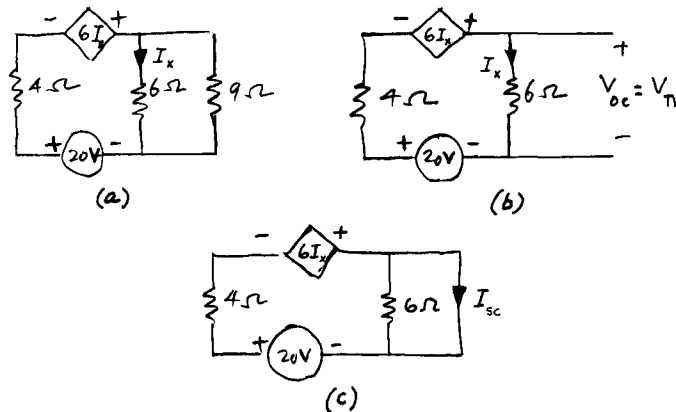 - 6Iₓ +
Iₓ
4Ω 6Ω 9Ω
+ 20V -
(a)
- 6Iₓ +
Iₓ +
4Ω 6Ω V_oc = V_Th
-
+ 20V -
(b)
- 6Iₓ +
4Ω 6Ω I_sc
+ 20V -
(c)